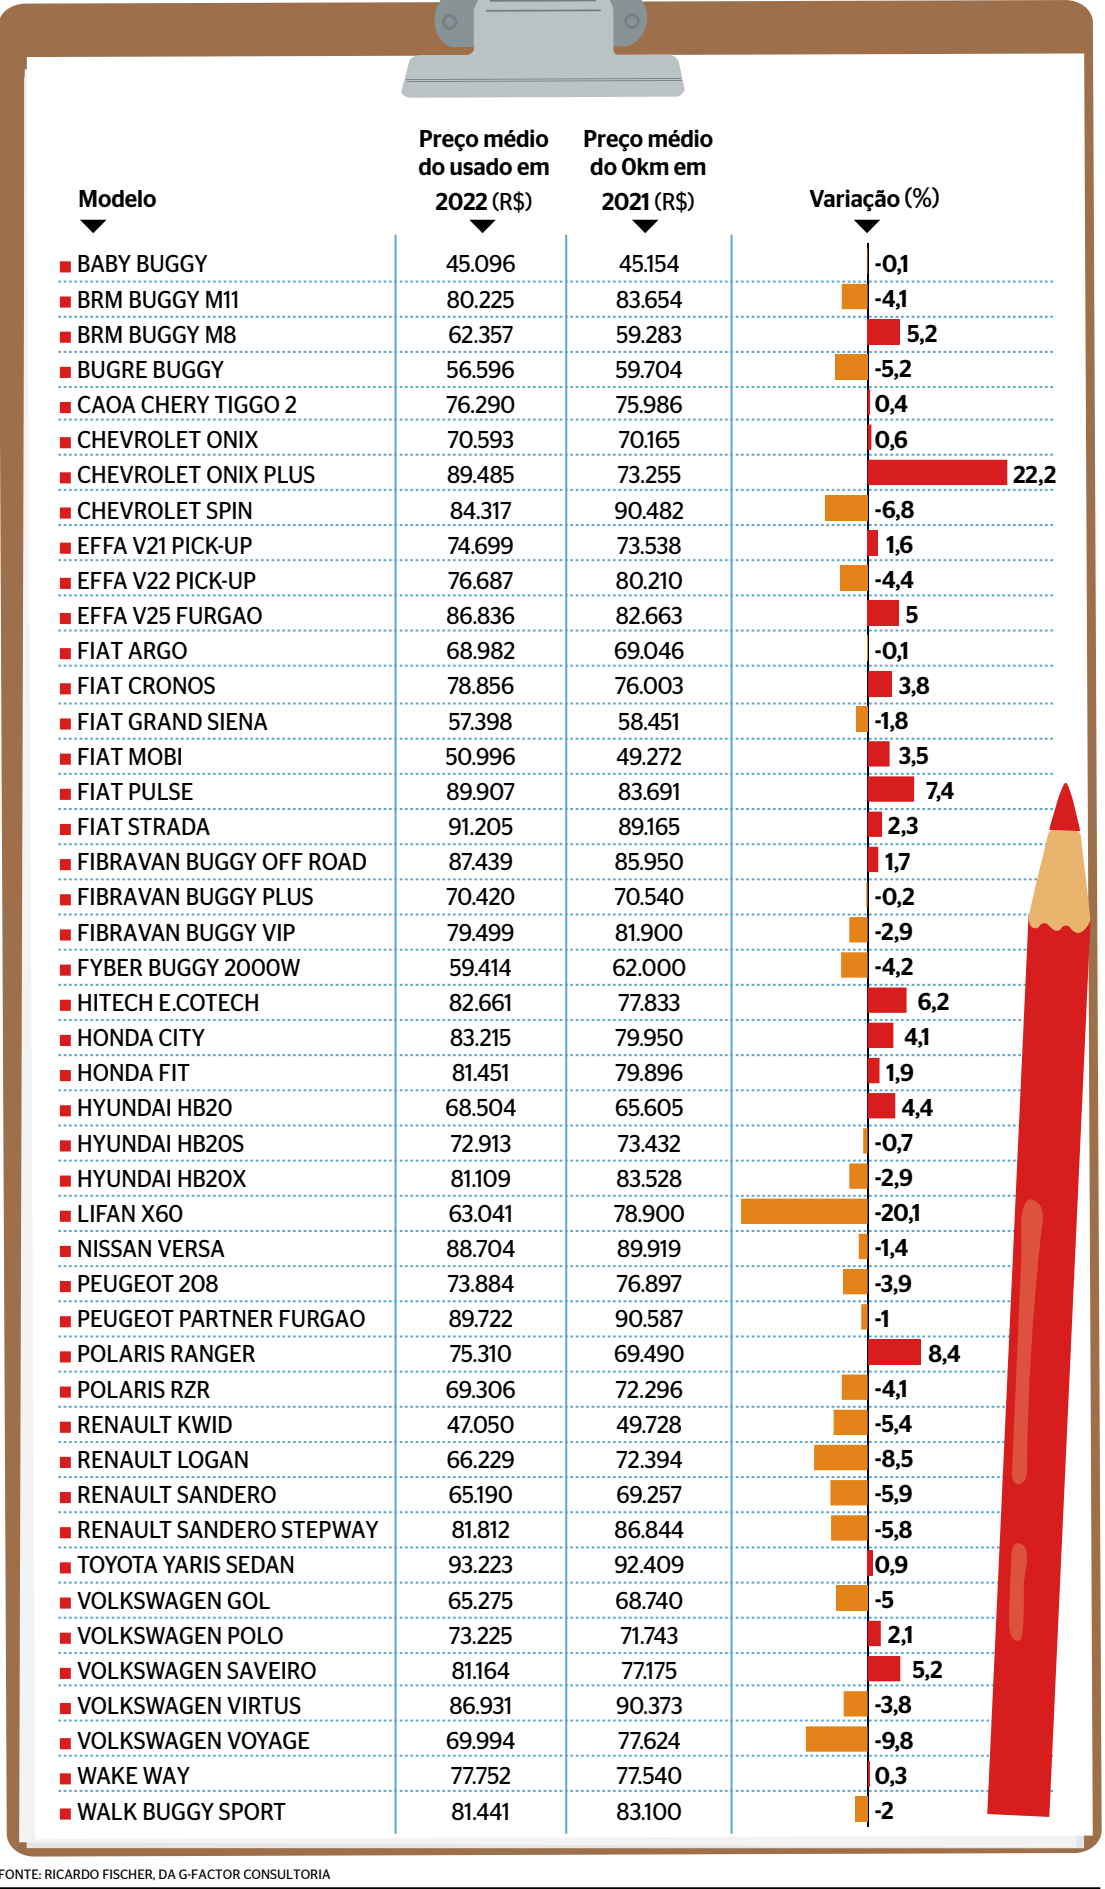 Modelo
Preço médio
do usado em
2022 (R$)
Preço médio
do 0km em
2021 (R$)
Variação (%)
BABY BUGGY 45.096 45.154 -0,1
BRM BUGGY M11 80.225 83.654 -4,1
BRM BUGGY M8 62.357 59.283 5,2
BUGRE BUGGY 56.596 59.704 -5,2
CAOA CHERY TIGGO 2 76.290 75.986 0,4
CHEVROLET ONIX 70.593 70.165 0,6
CHEVROLET ONIX PLUS 89.485 73.255 22,2
CHEVROLET SPIN 84.317 90.482 -6,8
EFFA V21 PICK-UP 74.699 73.538 1,6
EFFA V22 PICK-UP 76.687 80.210 -4,4
EFFA V25 FURGAO 86.836 82.663 5
FIAT ARGO 68.982 69.046 -0,1
FIAT CRONOS 78.856 76.003 3,8
FIAT GRAND SIENA 57.398 58.451 -1,8
FIAT MOBI 50.996 49.272 3,5
FIAT PULSE 89.907 83.691 7,4
FIAT STRADA 91.205 89.165 2,3
FIBRAVAN BUGGY OFF ROAD 87.439 85.950 1,7
FIBRAVAN BUGGY PLUS 70.420 70.540 -0,2
FIBRAVAN BUGGY VIP 79.499 81.900 -2,9
FYBER BUGGY 2000W 59.414 62.000 -4,2
HITECH E.COTECH 82.661 77.833 6,2
HONDA CITY 83.215 79.950 4,1
HONDA FIT 81.451 79.896 1,9
HYUNDAI HB20 68.504 65.605 4,4
HYUNDAI HB20S 72.913 73.432 -0,7
HYUNDAI HB20X 81.109 83.528 -2,9
LIFAN X60 63.041 78.900 -20,1
NISSAN VERSA 88.704 89.919 -1,4
PEUGEOT 208 73.884 76.897 -3,9
PEUGEOT PARTNER FURGAO 89.722 90.587 -1
POLARIS RANGER 75.310 69.490 8,4
POLARIS RZR 69.306 72.296 -4,1
RENAULT KWID 47.050 49.728 -5,4
RENAULT LOGAN 66.229 72.394 -8,5
RENAULT SANDERO 65.190 69.257 -5,9
RENAULT SANDERO STEPWAY 81.812 86.844 -5,8
TOYOTA YARIS SEDAN 93.223 92.409 0,9
VOLKSWAGEN GOL 65.275 68.740 -5
VOLKSWAGEN POLO 73.225 71.743 2,1
VOLKSWAGEN SAVEIRO 81.164 77.175 5,2
VOLKSWAGEN VIRTUS 86.931 90.373 -3,8
VOLKSWAGEN VOYAGE 69.994 77.624 -9,8
WAKE WAY 77.752 77.540 0,3
WALK BUGGY SPORT 81.441 83.100 -2
FONTE: RICARDO FISCHER, DA G-FACTOR CONSULTORIA